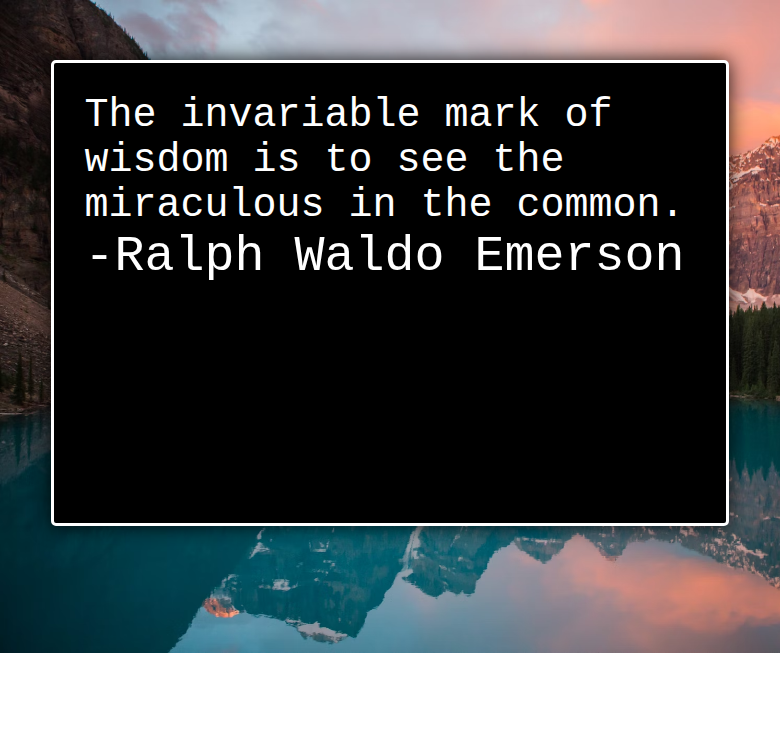 The invariable mark of
wisdom is to see the
miraculous in the common.
-Ralph Waldo Emerson